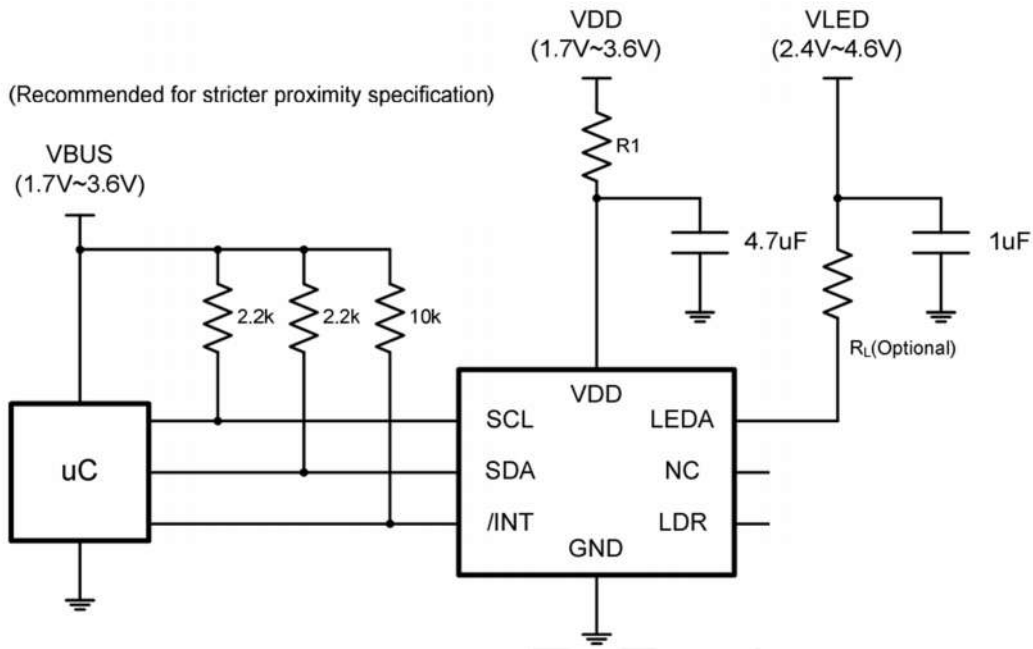 VDD
(1.7V~3.6V)
VLED
(2.4V~4.6V)
(Recommended for stricter proximity specification)
R1
VBUS
(1.7V~3.6V)
4.7uF
1uF
2.2k
2.2k
10k
RL(Optional)
VDD
SCL
LEDA
uC
SDA
NC
/INT
LDR
GND